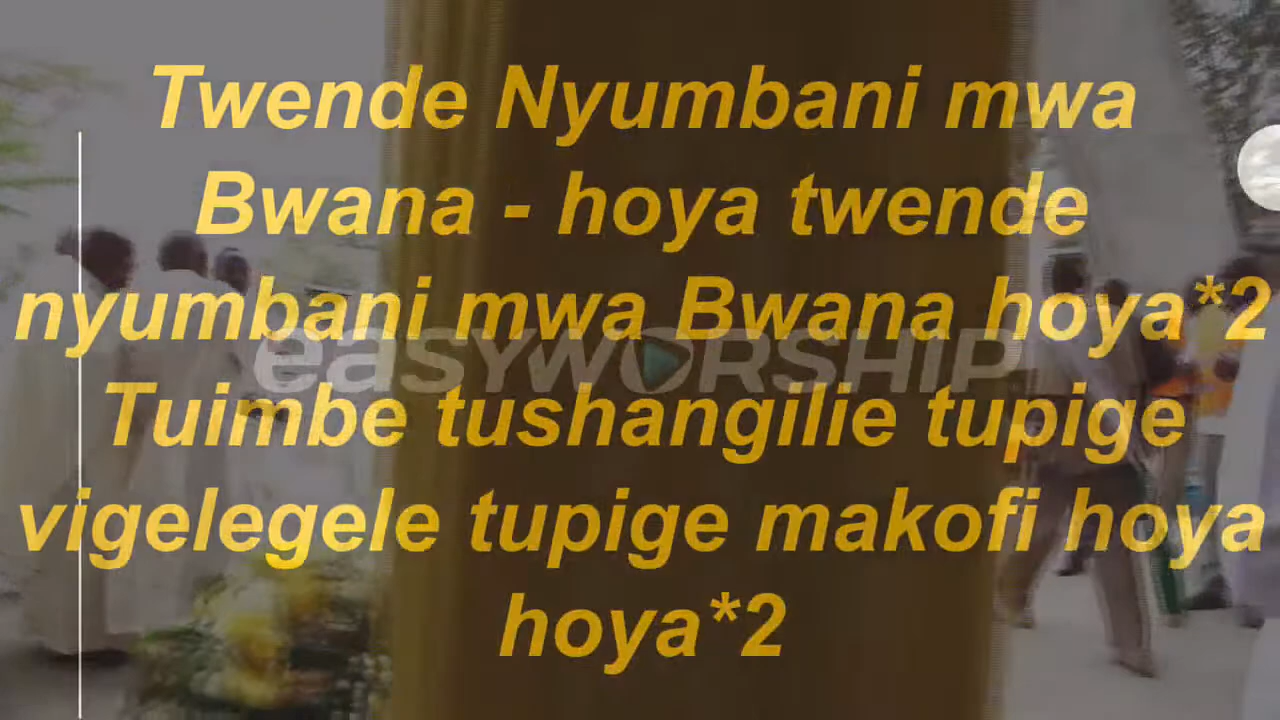 Twende Nyumbani mwa
Bwana - hoya twende
nyumbani mwa Bwana hoya*2
easyworship
Tuimbe tushangilie tupige
vigelegele tupige makofi hoya
hoya*2